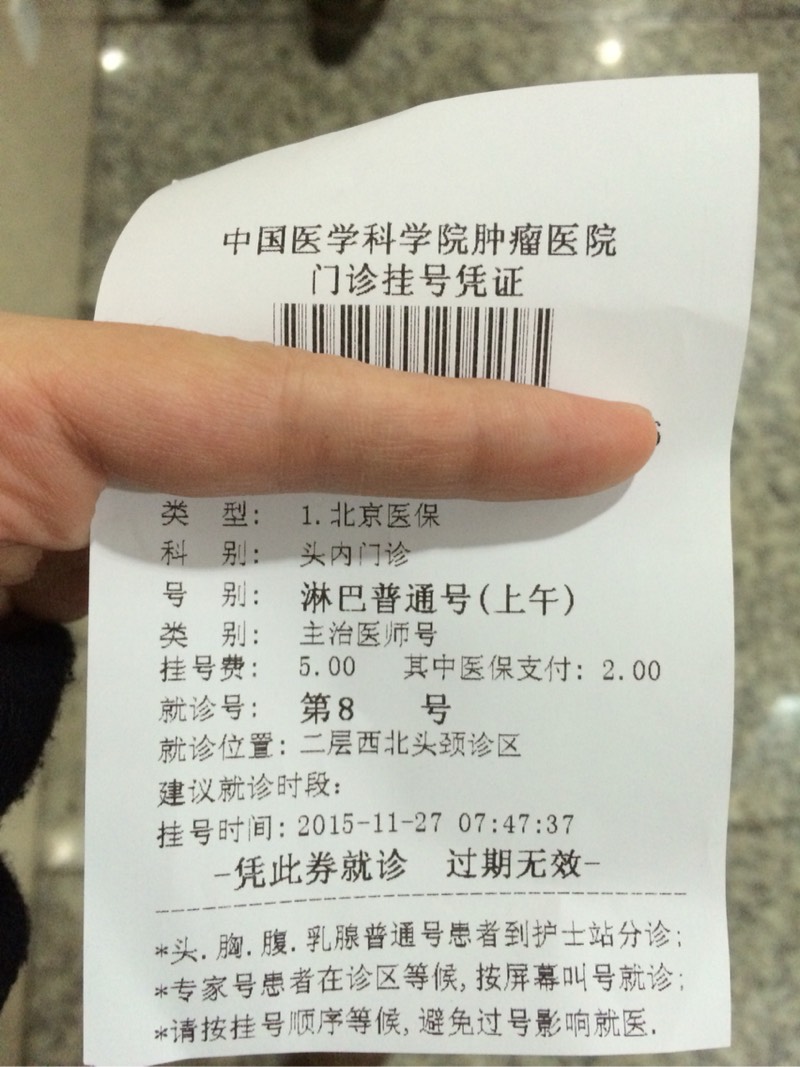 中国医学科学院肿瘤医院
门诊挂号凭证
类 型: 1.北京医保
科 别: 头内门诊
号 别: 淋巴普通号(上午)
类 别: 主治医师号
挂号费: 5.00 其中医保支付: 2.00
就诊号: 第8 号
就诊位置: 二层西北头颈诊区
建议就诊时段:
挂号时间: 2015-11-27 07:47:37
-凭此券就诊 过期无效-
*头.胸.腹.乳腺普通号患者到护士站分诊;
*专家号患者在诊区等候,按屏幕叫号就诊;
*请按挂号顺序等候,避免过号影响就医.